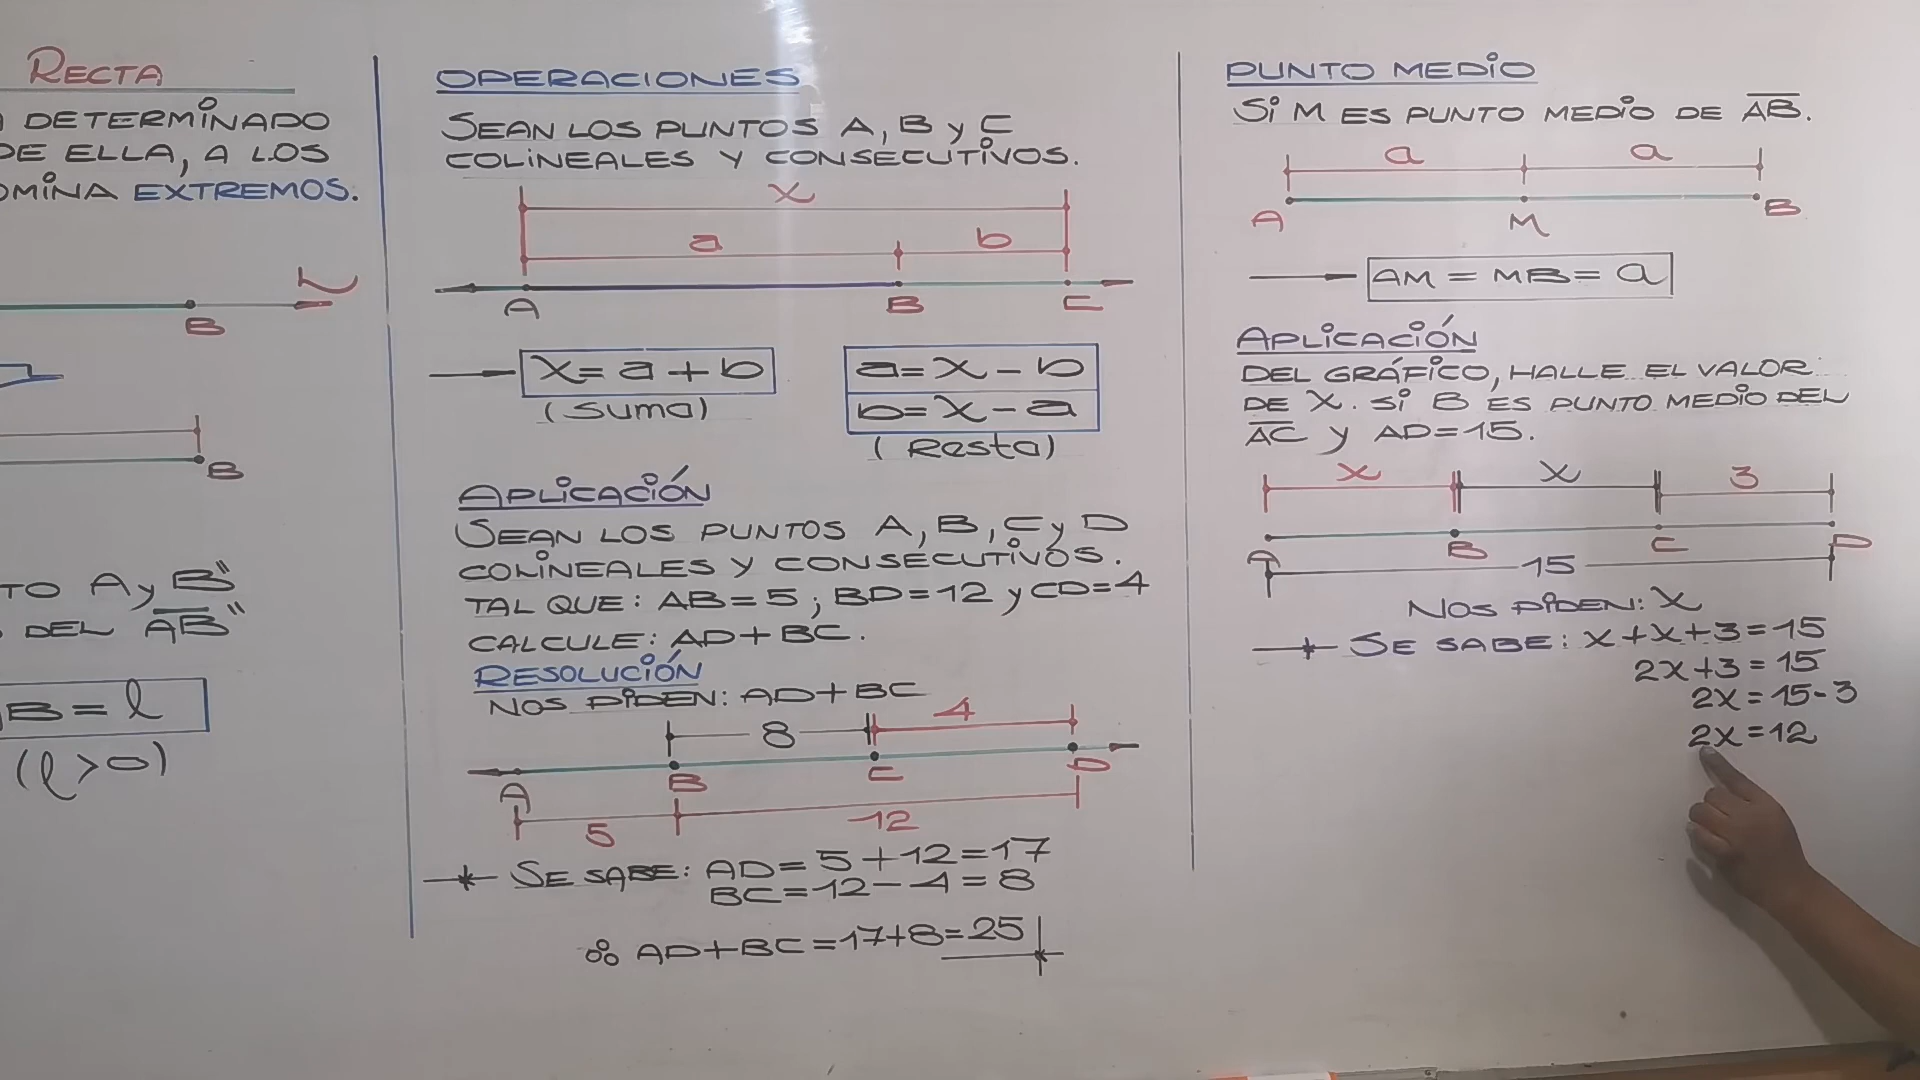 RECTA
DETERMINADO
DE ELLA, A LOS
OMINA EXTREMOS.
L
B
B
TO A y B"
DEL AB"
B = l
(l > 0)
OPERACIONES
SEAN LOS PUNTOS A, B y C
COLINEALES Y CONSECUTIVOS.
x
a b
A B C
x = a + b
(Suma)
a = x - b
b = x - a
(Resta)
APLICACIÓN
SEAN LOS PUNTOS A, B, C y D
COLINEALES Y CONSECUTIVOS.
TAL QUE: AB = 5 ; BD = 12 y CD = 4
CALCULE: AD + BC.
RESOLUCIÓN
NOS PIDEN: AD + BC
8 4
A B C D
5 12
SE SABE: AD = 5 + 12 = 17
BC = 12 - 4 = 8
∴ AD + BC = 17 + 8 = 25
PUNTO MEDIO
Si M ES PUNTO MEDIO DE AB.
a a
A M B
AM = MB = a
APLICACIÓN
DEL GRÁFICO, HALLE EL VALOR
DE X. Si B ES PUNTO MEDIO DEL
AC y AD = 15.
x x 3
A B C D
15
NOS PIDEN: X
SE SABE: x + x + 3 = 15
2x + 3 = 15
2x = 15 - 3
2x = 12